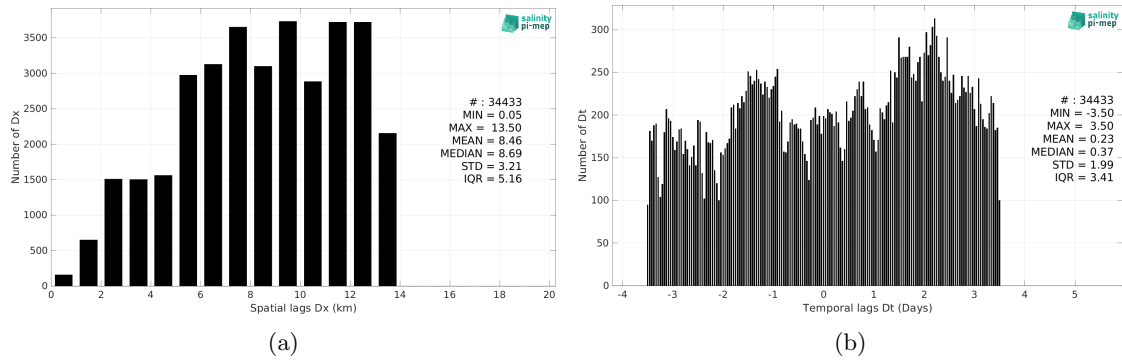 salinity
pi-mep
Number of Dx
3500
3000
2500
2000
1500
1000
500
0
# : 34433
MIN = 0.05
MAX = 13.50
MEAN = 8.46
MEDIAN = 8.69
STD = 3.21
IQR = 5.16
0 2 4 6 8 10 12 14 16 18 20
Spatial lags Dx (km)
(a)
salinity
pi-mep
Number of Dt
300
250
200
150
100
50
0
# : 34433
MIN = -3.50
MAX = 3.50
MEAN = 0.23
MEDIAN = 0.37
STD = 1.99
IQR = 3.41
-4 -3 -2 -1 0 1 2 3 4 5
Temporal lags Dt (Days)
(b)